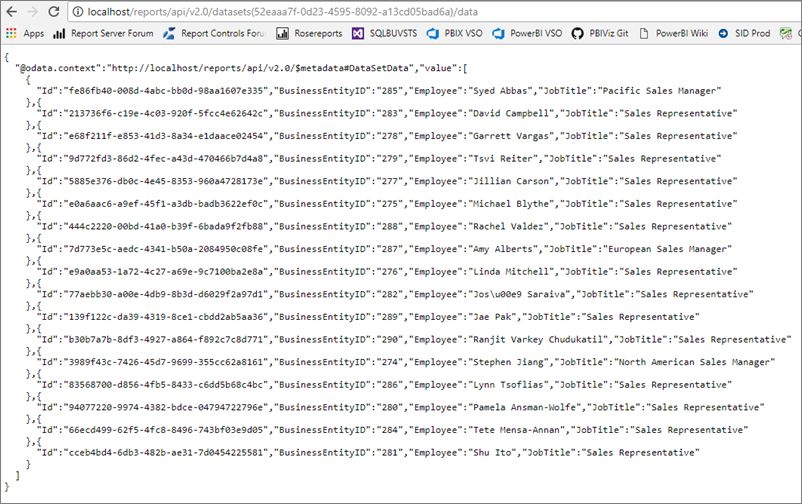 localhost/reports/api/v2.0/datasets(52eaaa7f-0d23-4595-8092-a13cd05bad6a)/data
Apps Report Server Forum Report Controls Foru Rosereports SQLBUVSTS PBIX VSO PowerBI VSO PBIViz Git PowerBI Wiki SID Prod
{
"@odata.context":"http://localhost/reports/api/v2.0/$metadata#DataSetData","value":[
{
"Id":"fe86fb40-008d-4abc-bb0d-98aa1607e335","BusinessEntityID":"285","Employee":"Syed Abbas","JobTitle":"Pacific Sales Manager"
},{
"Id":"213736f6-c19e-4c03-920f-5fcc4e62642c","BusinessEntityID":"283","Employee":"David Campbell","JobTitle":"Sales Representative"
},{
"Id":"e68f211f-e853-41d3-8a34-e1daace02454","BusinessEntityID":"278","Employee":"Garrett Vargas","JobTitle":"Sales Representative"
},{
"Id":"9d772fd3-86d2-4fec-a43d-470466b7d4a8","BusinessEntityID":"279","Employee":"Tsvi Reiter","JobTitle":"Sales Representative"
},{
"Id":"5885e376-db0c-4e45-8353-960a4728173e","BusinessEntityID":"277","Employee":"Jillian Carson","JobTitle":"Sales Representative"
},{
"Id":"e0a6aac6-a9ef-45f1-a3db-badb3622ef0c","BusinessEntityID":"275","Employee":"Michael Blythe","JobTitle":"Sales Representative"
},{
"Id":"444c2220-00bd-41a0-b39f-6bada9f2fb88","BusinessEntityID":"288","Employee":"Rachel Valdez","JobTitle":"Sales Representative"
},{
"Id":"7d773e5c-aedc-4341-b50a-2084950c08fe","BusinessEntityID":"287","Employee":"Amy Alberts","JobTitle":"European Sales Manager"
},{
"Id":"e9a0aa53-1a72-4c27-a69e-9c7100ba2e8a","BusinessEntityID":"276","Employee":"Linda Mitchell","JobTitle":"Sales Representative"
},{
"Id":"77aebb30-a00e-4db9-8b3d-d6029f2a97d1","BusinessEntityID":"282","Employee":"Jos\u00e9 Saraiva","JobTitle":"Sales Representative"
},{
"Id":"139f122c-da39-4319-8ce1-cbdd2ab5aa36","BusinessEntityID":"289","Employee":"Jae Pak","JobTitle":"Sales Representative"
},{
"Id":"b30b7a7b-8df3-4927-a864-f892c7c8d771","BusinessEntityID":"290","Employee":"Ranjit Varkey Chudukatil","JobTitle":"Sales Representative"
},{
"Id":"3989f43c-7426-45d7-9699-355cc62a8161","BusinessEntityID":"274","Employee":"Stephen Jiang","JobTitle":"North American Sales Manager"
},{
"Id":"83568700-d856-4fb5-8433-c6dd5b68c4bc","BusinessEntityID":"286","Employee":"Lynn Tsoflias","JobTitle":"Sales Representative"
},{
"Id":"94077220-9974-4382-bdce-04794722796e","BusinessEntityID":"280","Employee":"Pamela Ansman-Wolfe","JobTitle":"Sales Representative"
},{
"Id":"66ecd499-62f5-4fc8-8496-743bf03e9d05","BusinessEntityID":"284","Employee":"Tete Mensa-Annan","JobTitle":"Sales Representative"
},{
"Id":"cceb4bd4-6db3-482b-ae31-7d0454225581","BusinessEntityID":"281","Employee":"Shu Ito","JobTitle":"Sales Representative"
}
]
}